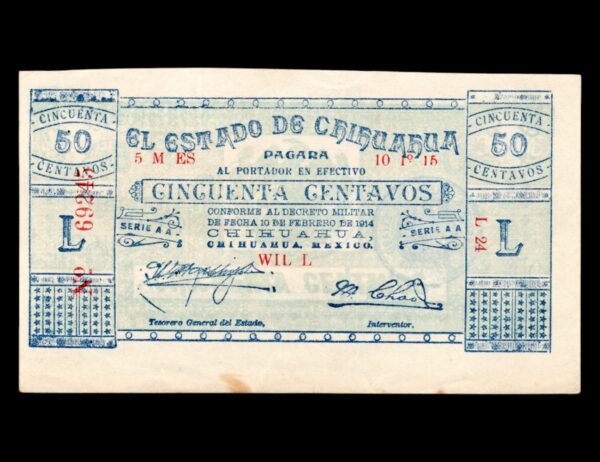 CINCUENTA
50
CENTAVOS
L
No 69245
EL ESTADO DE CHIHUAHUA
5 M ES 10 1º 15
PAGARA
AL PORTADOR EN EFECTIVO
CINCUENTA CENTAVOS
CONFORME AL DECRETO MILITAR
DE FECHA 10 DE FEBRERO DE 1914
SERIE A A SERIE A A
CHIHUAHUA,
CHIHUAHUA, MEXICO.
WIL L
Tesorero General del Estado, Interventor.
CINCUENTA
50
CENTAVOS
L 24
L